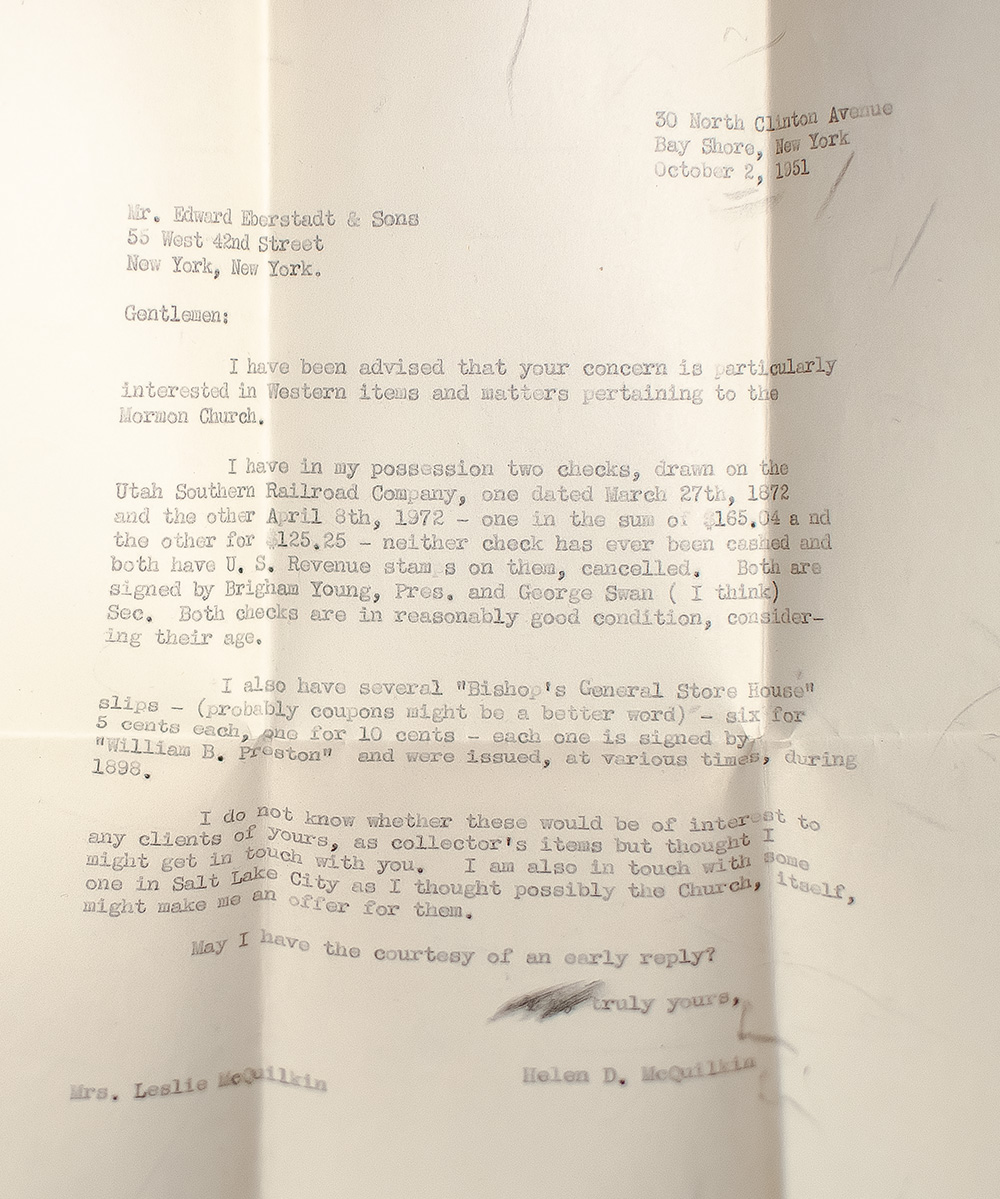 30 North Clinton Avenue
Bay Shore, New York
October 2, 1951
Mr. Edward Eberstadt & Sons
55 West 42nd Street
New York, New York.
Gentlemen:
I have been advised that your concern is particularly
interested in Western items and matters pertaining to the
Mormon Church.
I have in my possession two checks, drawn on the
Utah Southern Railroad Company, one dated March 27th, 1872
and the other April 8th, 1972 - one in the sum of $165.04 a nd
the other for $125.25 - neither check has ever been cashed and
both have U. S. Revenue stam s on them, cancelled. Both are
signed by Brigham Young, Pres. and George Swan ( I think)
Sec. Both checks are in reasonably good condition, consider-
ing their age.
I also have several "Bishop's General Store House"
slips - (probably coupons might be a better word) - six for
5 cents each, one for 10 cents - each one is signed by
"William B. Preston" and were issued, at various times, during
1898.
I do not know whether these would be of interest to
any clients of yours, as collector's items but thought I
might get in touch with you. I am also in touch with some
one in Salt Lake City as I thought possibly the Church, itself,
might make me an offer for them.
May I have the courtesy of an early reply?
truly yours,
Mrs. Leslie McQuilkin
Helen D. McQuilkin